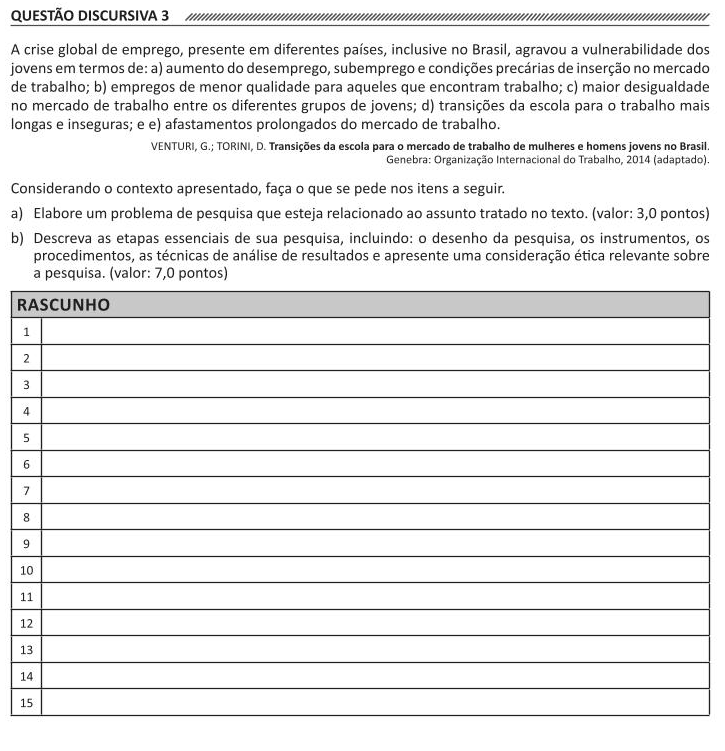 QUESTÃO DISCURSIVA 3
A crise global de emprego, presente em diferentes países, inclusive no Brasil, agravou a vulnerabilidade dos
jovens em termos de: a) aumento do desemprego, subemprego e condições precárias de inserção no mercado
de trabalho; b) empregos de menor qualidade para aqueles que encontram trabalho; c) maior desigualdade
no mercado de trabalho entre os diferentes grupos de jovens; d) transições da escola para o trabalho mais
longas e inseguras; e e) afastamentos prolongados do mercado de trabalho.
VENTURI, G.; TORINI, D. Transições da escola para o mercado de trabalho de mulheres e homens jovens no Brasil.
Genebra: Organização Internacional do Trabalho, 2014 (adaptado).
Considerando o contexto apresentado, faça o que se pede nos itens a seguir.
a) Elabore um problema de pesquisa que esteja relacionado ao assunto tratado no texto. (valor: 3,0 pontos)
b) Descreva as etapas essenciais de sua pesquisa, incluindo: o desenho da pesquisa, os instrumentos, os
procedimentos, as técnicas de análise de resultados e apresente uma consideração ética relevante sobre
a pesquisa. (valor: 7,0 pontos)
RASCUNHO
1
2
3
4
5
6
7
8
9
10
11
12
13
14
15